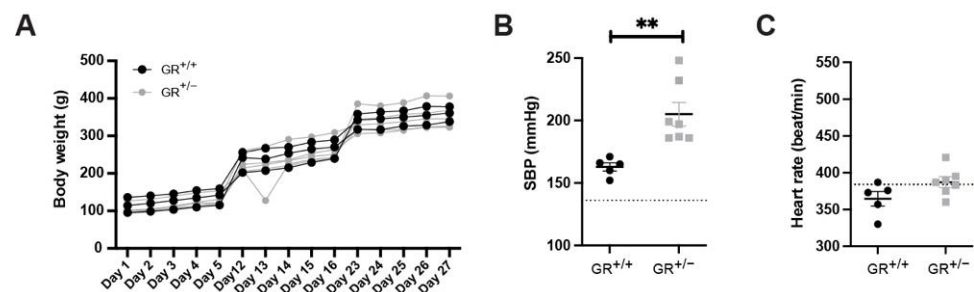 A
Body weight (g)
500
400
300
200
100
0
GR+/+
GR+/−
Day 1
Day 2
Day 3
Day 4
Day 5
Day12
Day 13
Day 14
Day 15
Day 16
Day 23
Day 24
Day 25
Day 26
Day 27
B
**
SBP (mmHg)
250
200
150
100
GR+/+
GR+/−
C
Heart rate (beat/min)
550
500
450
400
350
300
GR+/+
GR+/−